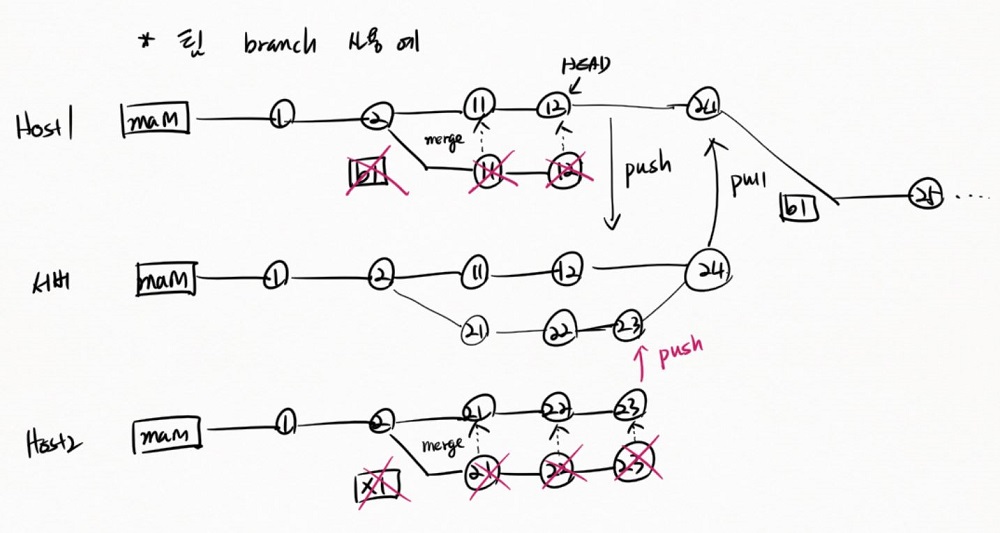 * 팁 branch 사용 예
HEAD
Host1 main 1 2 11 12 24
merge
b1 11 12 push pull b1 25 ....
서버 main 1 2 11 12 24
21 22 23
push
Host2 main 1 2 21 22 23
merge
x1 21 22 23